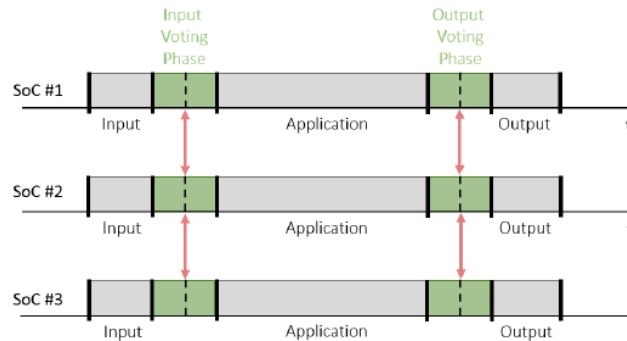 Input
Voting
Phase
Output
Voting
Phase
SoC #1
Input
Application
Output
SoC #2
Input
Application
Output
SoC #3
Input
Application
Output